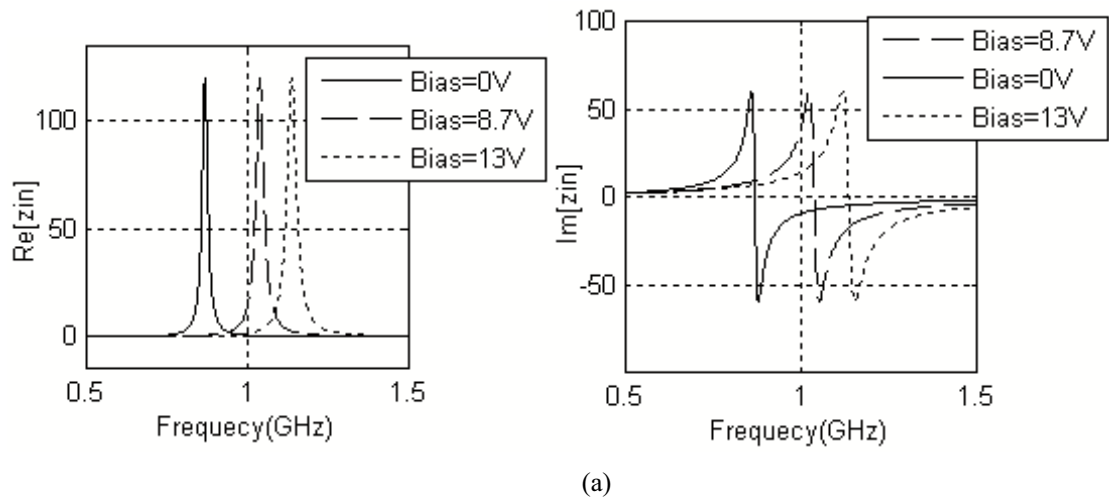 Bias=0V
Bias=8.7V
Bias=13V
100
50
0
Re[zin]
0.5
1
1.5
Frequecy(GHz)
Bias=8.7V
Bias=0V
Bias=13V
100
50
0
-50
Im[zin]
0.5
1
1.5
Frequecy(GHz)
(a)